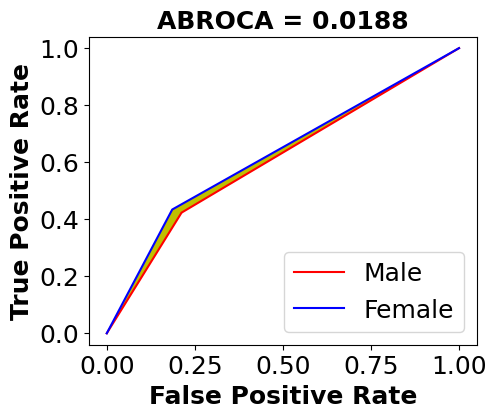 ABROCA = 0.0188
True Positive Rate
1.0
0.8
0.6
0.4
0.2
0.0
Male
Female
0.00 0.25 0.50 0.75 1.00
False Positive Rate